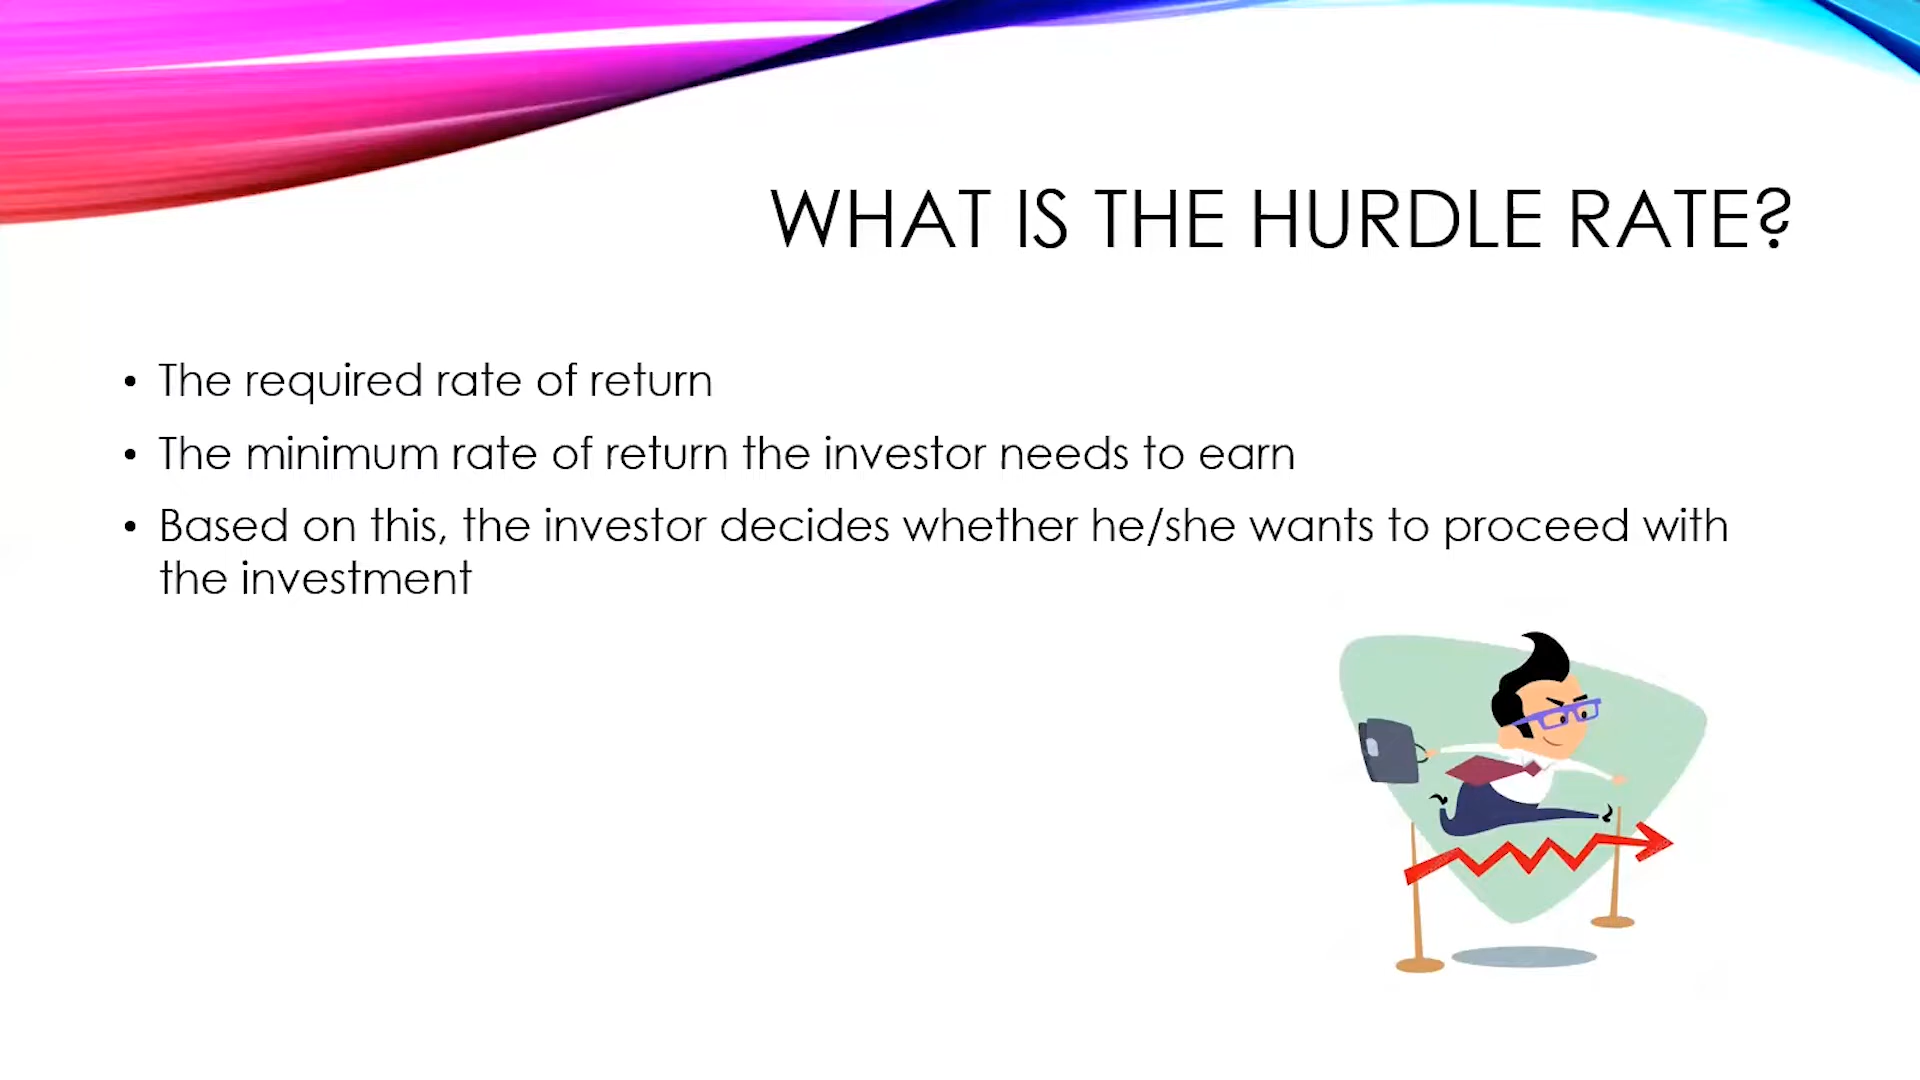 WHAT IS THE HURDLE RATE?
• The required rate of return
• The minimum rate of return the investor needs to earn
• Based on this, the investor decides whether he/she wants to proceed with
the investment